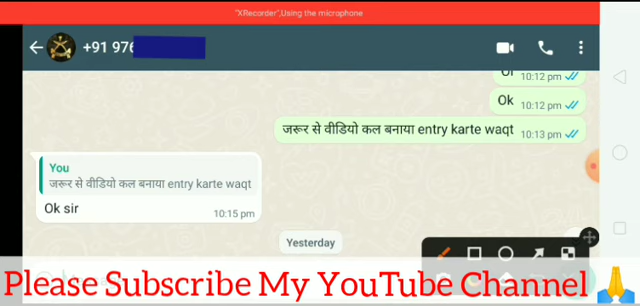 "XRecorder",Using the microphone
+91 976
10:12 pm
Ok 10:12 pm
जरूर से वीडियो कल बनाया entry karte waqt 10:13 pm
You
जरूर से वीडियो कल बनाया entry karte waqt
Ok sir
10:15 pm
Yesterday
Please Subscribe My YouTube Channel🙏